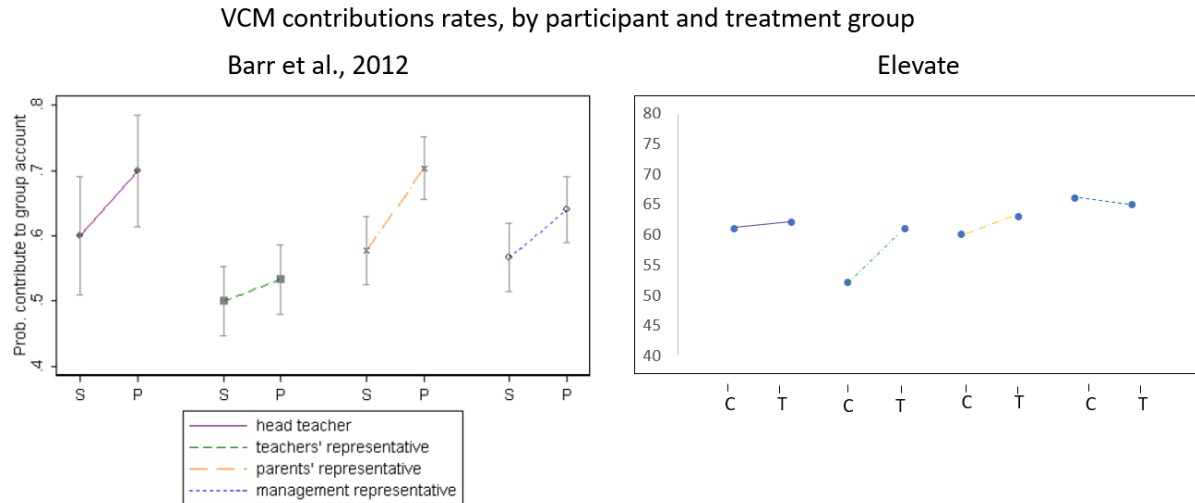 VCM contributions rates, by participant and treatment group
Barr et al., 2012
Elevate
Prob. contribute to group account
.8
.7
.6
.5
.4
S P S P S P S P
head teacher
teachers' representative
parents' representative
management representative
80
75
70
65
60
55
50
45
40
C T C T C T C T